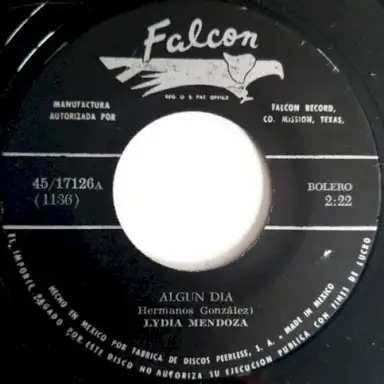 Falcon
REG. U S PAT. OFFICE
MANUFACTURA
AUTORIZADA POR
FALCON RECORD,
CO. MISSION, TEXAS.
45/17126A
(1136)
BOLERO
2:22
ALGUN DIA
Hermanos González)
LYDIA MENDOZA
EL IMPORTE PAGADO POR ESTE DISCO NO AUTORIZA SU EJECUCION PUBLICA CON FINES DE LUCRO
HECHO EN MEXICO POR FABRICA DE DISCOS PEERLESS, S. A. - MADE IN MEXICO